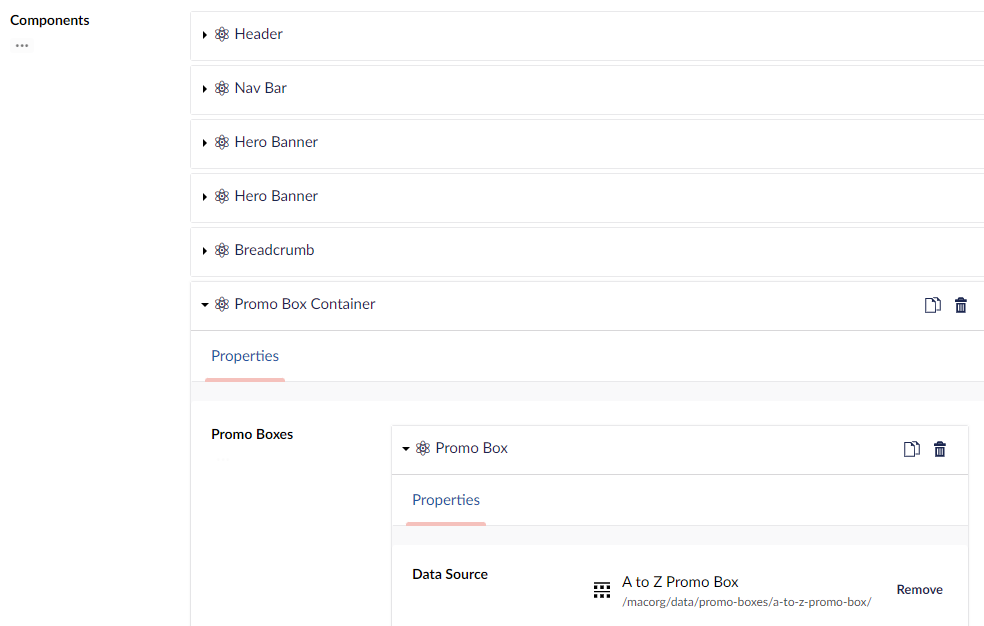 Components
Header
Nav Bar
Hero Banner
Hero Banner
Breadcrumb
Promo Box Container
Properties
Promo Boxes
Promo Box
Properties
Data Source
A to Z Promo Box
Remove
/macorg/data/promo-boxes/a-to-z-promo-box/